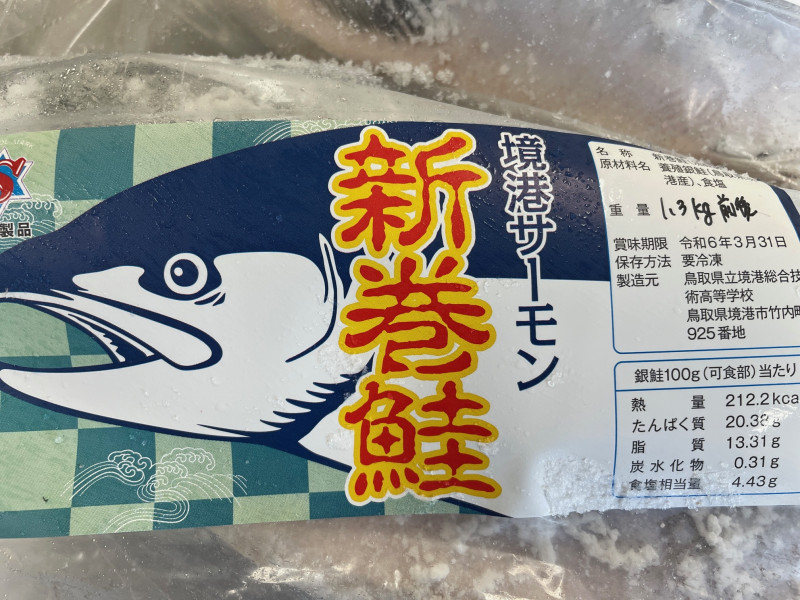 製品
境港サーモン
新巻鮭
名称 新巻
原材料名 養殖銀鮭(鳥
港産)、食塩
重量 1.3kg前後
賞味期限 令和6年3月31日
保存方法 要冷凍
製造元 鳥取県立境港総合技
術高等学校
鳥取県境港市竹内町
925番地
銀鮭100g(可食部)当たり
熱量 212.2kca
たんぱく質 20.38g
脂質 13.31g
炭水化物 0.31g
食塩相当量 4.43g